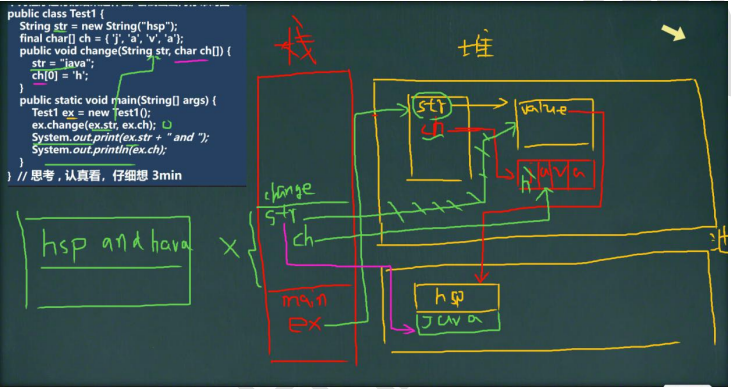 public class Test1 {
String str = new String("hsp");
final char[] ch = { 'j', 'a', 'v', 'a'};
public void change(String str, char ch[]) {
str = "java";
ch[0] = 'h';
}
public static void main(String[] args) {
Test1 ex = new Test1();
ex.change(ex.str, ex.ch);
System.out.print(ex.str + " and ");
System.out.println(ex.ch);
}
} // 思考，认真看，仔细想 3min
栈
堆
str
ch
value
h a v a
change
str
ch
hsp and hava
X
main
ex
hsp
java